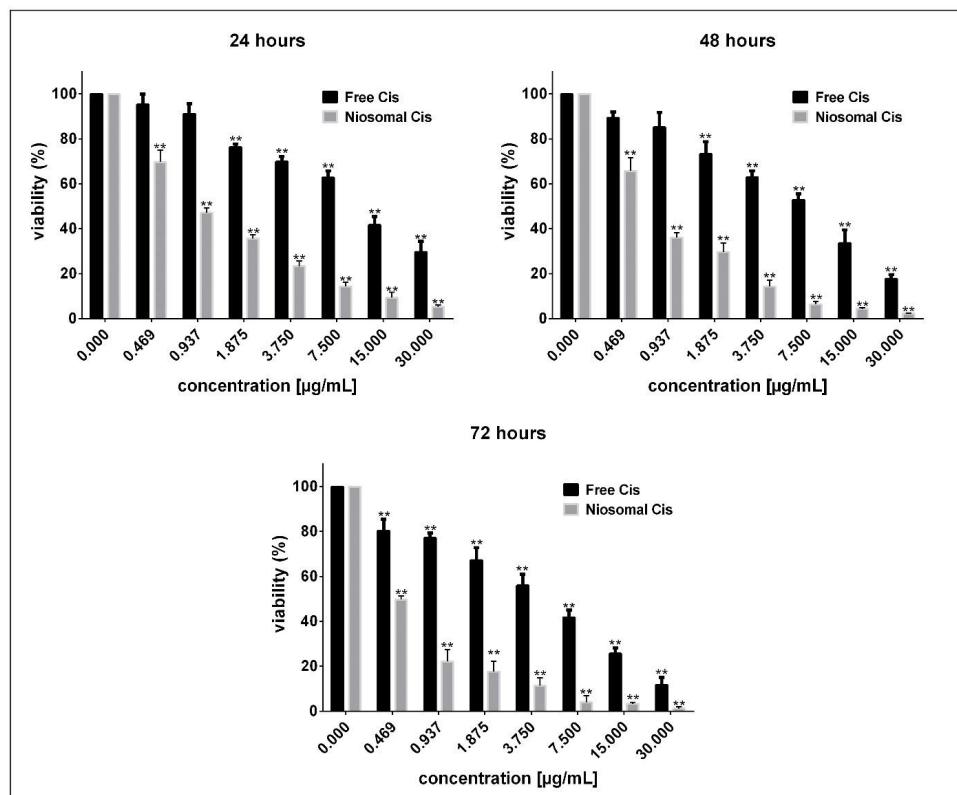 24 hours
100
80
60
40
20
0
viability (%)
Free Cis
Niosomal Cis
** ** ** ** ** ** ** ** ** ** ** **
0.000 0.469 0.937 1.875 3.750 7.500 15.000 30.000
concentration [µg/mL]
48 hours
100
80
60
40
20
0
viability (%)
Free Cis
Niosomal Cis
** ** ** ** ** ** ** ** ** ** ** **
0.000 0.469 0.937 1.875 3.750 7.500 15.000 30.000
concentration [µg/mL]
72 hours
100
80
60
40
20
0
viability (%)
Free Cis
Niosomal Cis
** ** ** ** ** ** ** ** ** ** ** ** ** **
0.000 0.469 0.937 1.875 3.750 7.500 15.000 30.000
concentration [µg/mL]